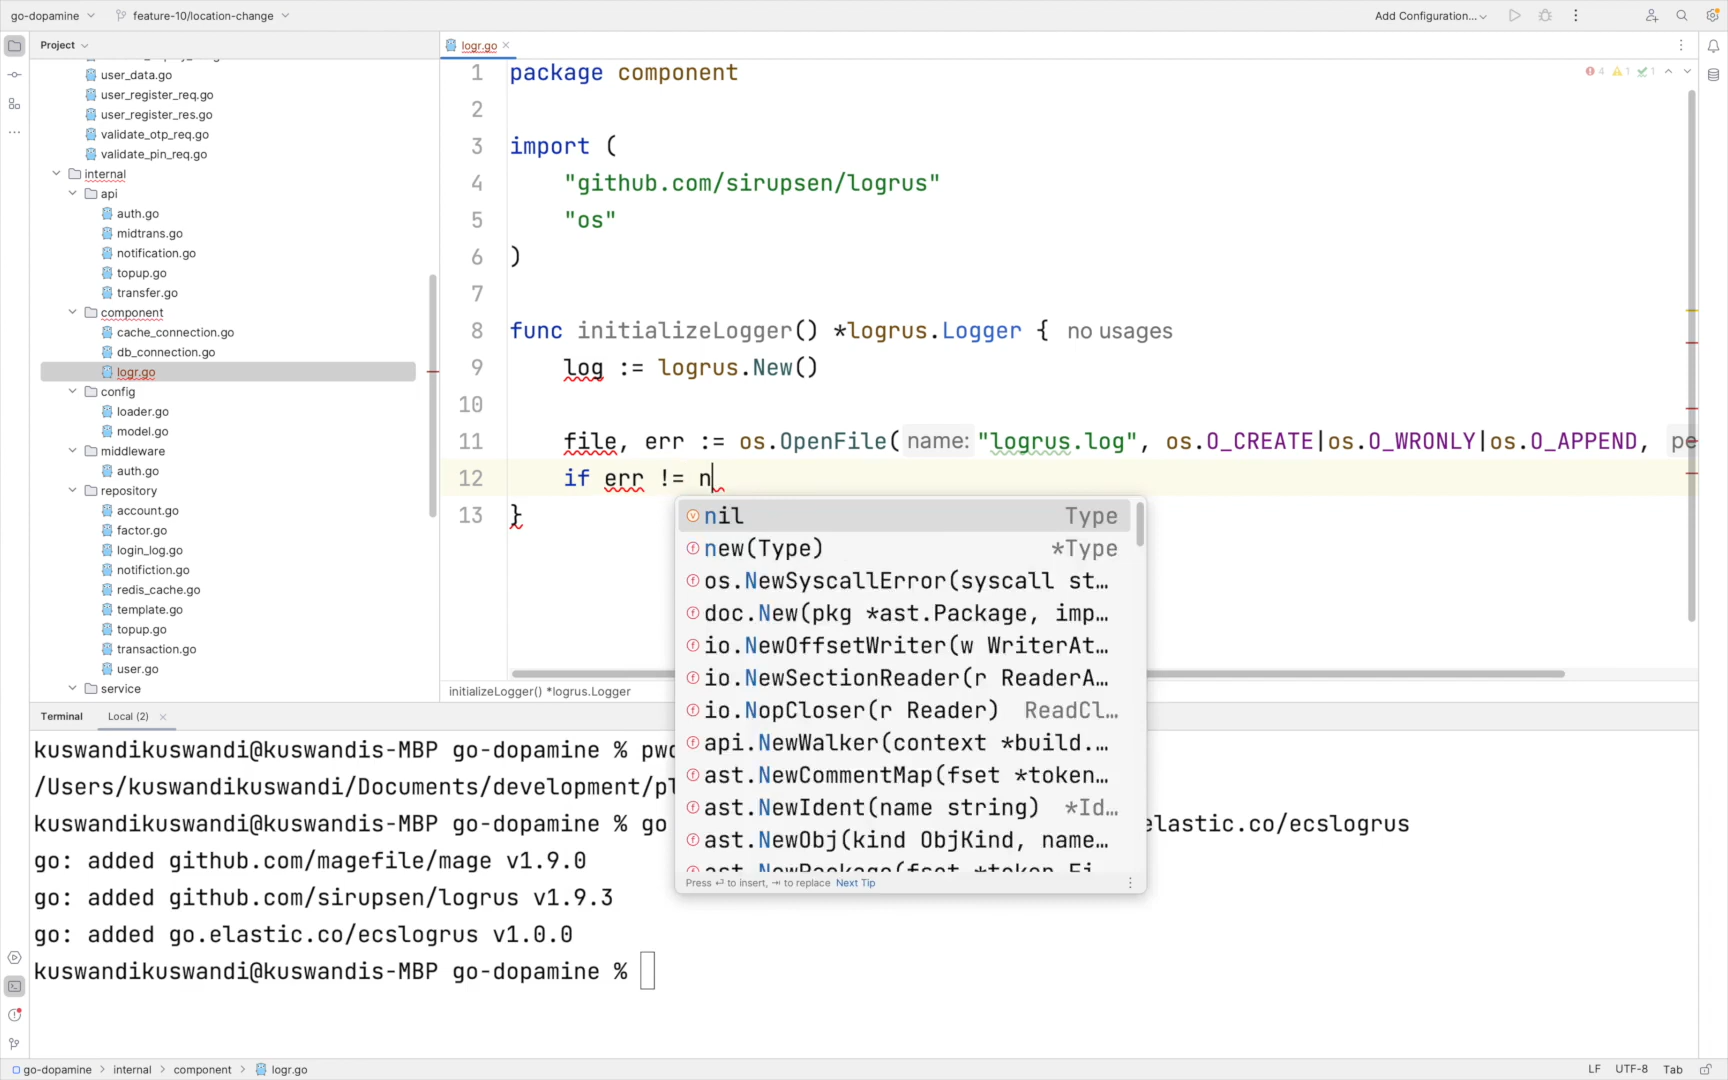 go-dopamine
feature-10/location-change
Add Configuration...
Project
user_data.go
user_register_req.go
user_register_res.go
validate_otp_req.go
validate_pin_req.go
internal
api
auth.go
midtrans.go
notification.go
topup.go
transfer.go
component
cache_connection.go
db_connection.go
logr.go
config
loader.go
model.go
middleware
auth.go
repository
account.go
factor.go
login_log.go
notifiction.go
redis_cache.go
template.go
topup.go
transaction.go
user.go
service
logr.go
4 1 1
1 package component
2
3 import (
4 "github.com/sirupsen/logrus"
5 "os"
6 )
7
8 func initializeLogger() *logrus.Logger { no usages
9 log := logrus.New()
10
11 file, err := os.OpenFile( name: "logrus.log", os.O_CREATE|os.O_WRONLY|os.O_APPEND, pe
12 if err != n
13 }
nil Type
new(Type) *Type
os.NewSyscallError(syscall st…
doc.New(pkg *ast.Package, imp…
io.NewOffsetWriter(w WriterAt…
io.NewSectionReader(r ReaderA…
io.NopCloser(r Reader) ReadCl…
api.NewWalker(context *build.…
ast.NewCommentMap(fset *token…
ast.NewIdent(name string) *Id…
ast.NewObj(kind ObjKind, name…
ast.NewPackage(fset *token.Fi
Press ⏎ to insert, ⇥ to replace Next Tip
initializeLogger() *logrus.Logger
Terminal Local (2)
kuswandikuswandi@kuswandis-MBP go-dopamine % pwd
/Users/kuswandikuswandi/Documents/development/pl
kuswandikuswandi@kuswandis-MBP go-dopamine % go elastic.co/ecslogrus
go: added github.com/magefile/mage v1.9.0
go: added github.com/sirupsen/logrus v1.9.3
go: added go.elastic.co/ecslogrus v1.0.0
kuswandikuswandi@kuswandis-MBP go-dopamine %
go-dopamine > internal > component > logr.go
LF UTF-8 Tab